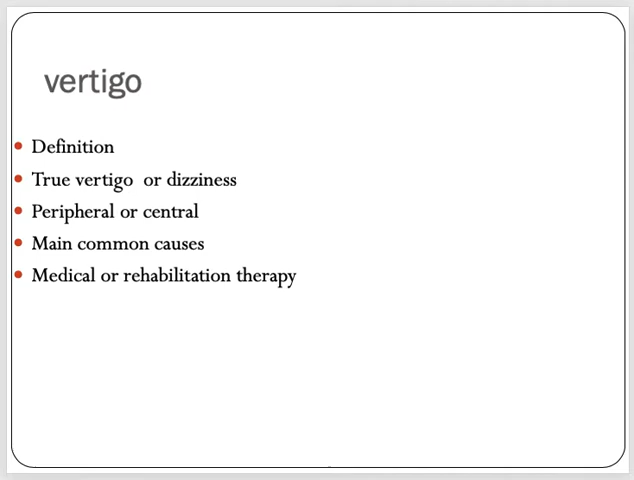 vertigo
Definition
True vertigo or dizziness
Peripheral or central
Main common causes
Medical or rehabilitation therapy